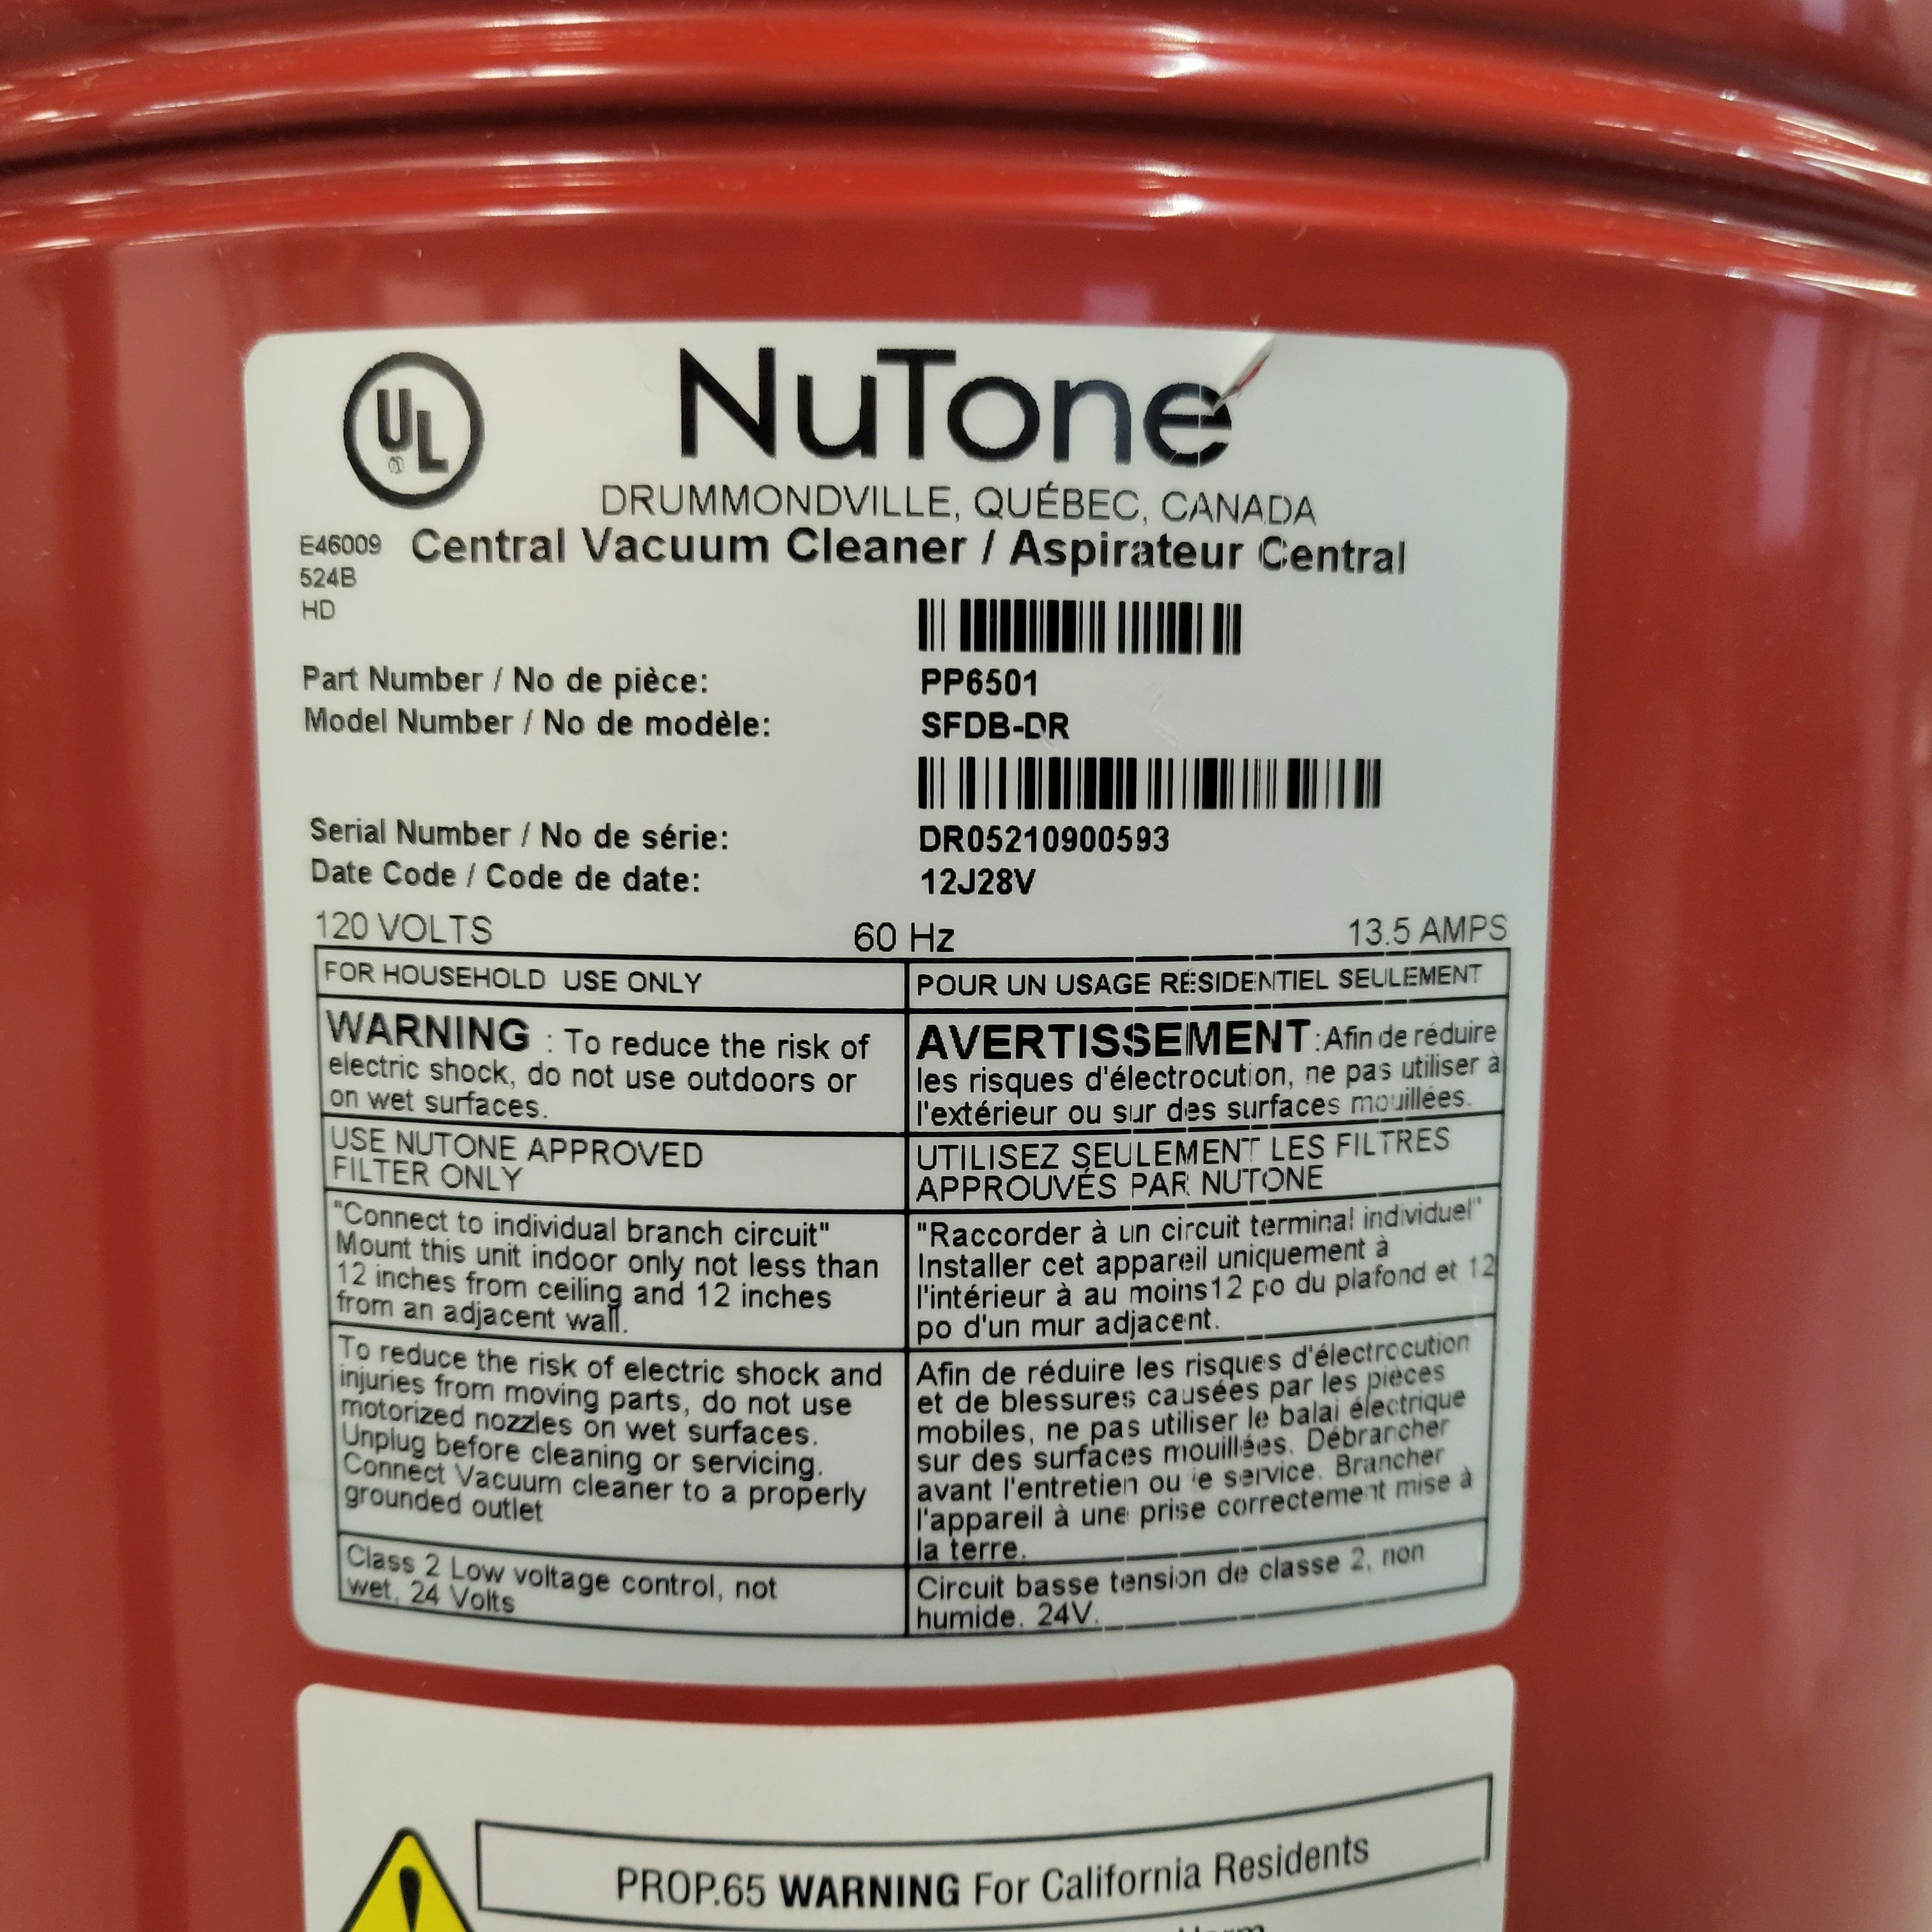 UL
NuTone
DRUMMONDVILLE, QUÉBEC, CANADA
E46009 Central Vacuum Cleaner / Aspirateur Central
524B
HD
Part Number / No de pièce: PP6501
Model Number / No de modèle: SFDB-DR
Serial Number / No de série: DR05210900593
Date Code / Code de date: 12J28V
120 VOLTS 60 Hz 13.5 AMPS
FOR HOUSEHOLD USE ONLY
WARNING : To reduce the risk of
electric shock, do not use outdoors or
on wet surfaces.
USE NUTONE APPROVED
FILTER ONLY
"Connect to individual branch circuit"
Mount this unit indoor only not less than
12 inches from ceiling and 12 inches
from an adjacent wall.
To reduce the risk of electric shock and
injuries from moving parts, do not use
motorized nozzles on wet surfaces.
Unplug before cleaning or servicing.
Connect Vacuum cleaner to a properly
grounded outlet
Class 2 Low voltage control, not
wet, 24 Volts
POUR UN USAGE RÉSIDENTIEL SEULEMENT
AVERTISSEMENT:Afin de réduire
les risques d'électrocution, ne pas utiliser à
l'extérieur ou sur des surfaces mouillées.
UTILISEZ SEULEMENT LES FILTRES
APPROUVÉS PAR NUTONE
"Raccorder à un circuit terminal individuel"
Installer cet appareil uniquement à
l'intérieur à au moins12 po du plafond et 12
po d'un mur adjacent.
Afin de réduire les risques d'électrocution
et de blessures causées par les pièces
mobiles, ne pas utiliser le balai électrique
sur des surfaces mouillées. Débrancher
avant l'entretien ou le service. Brancher
l'appareil à une prise correctement mise à
la terre.
Circuit basse tension de classe 2, non
humide. 24V.
PROP.65 WARNING For California Residents